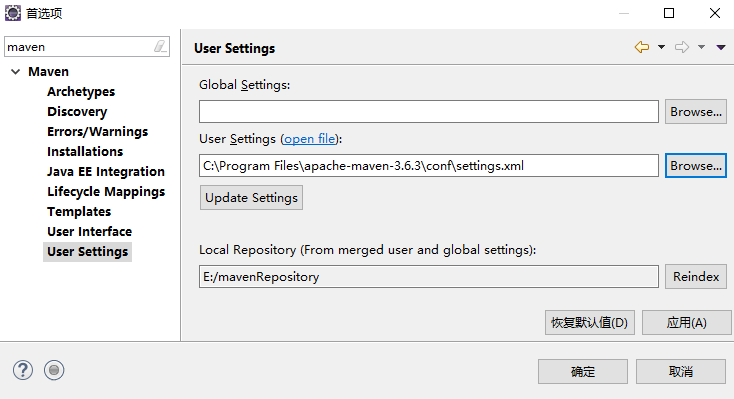 首选项
maven
Maven
Archetypes
Discovery
Errors/Warnings
Installations
Java EE Integration
Lifecycle Mappings
Templates
User Interface
User Settings
User Settings
Global Settings:
Browse...
User Settings (open file):
C:\Program Files\apache-maven-3.6.3\conf\settings.xml
Browse...
Update Settings
Local Repository (From merged user and global settings):
E:/mavenRepository
Reindex
恢复默认值(D)
应用(A)
?
确定
取消